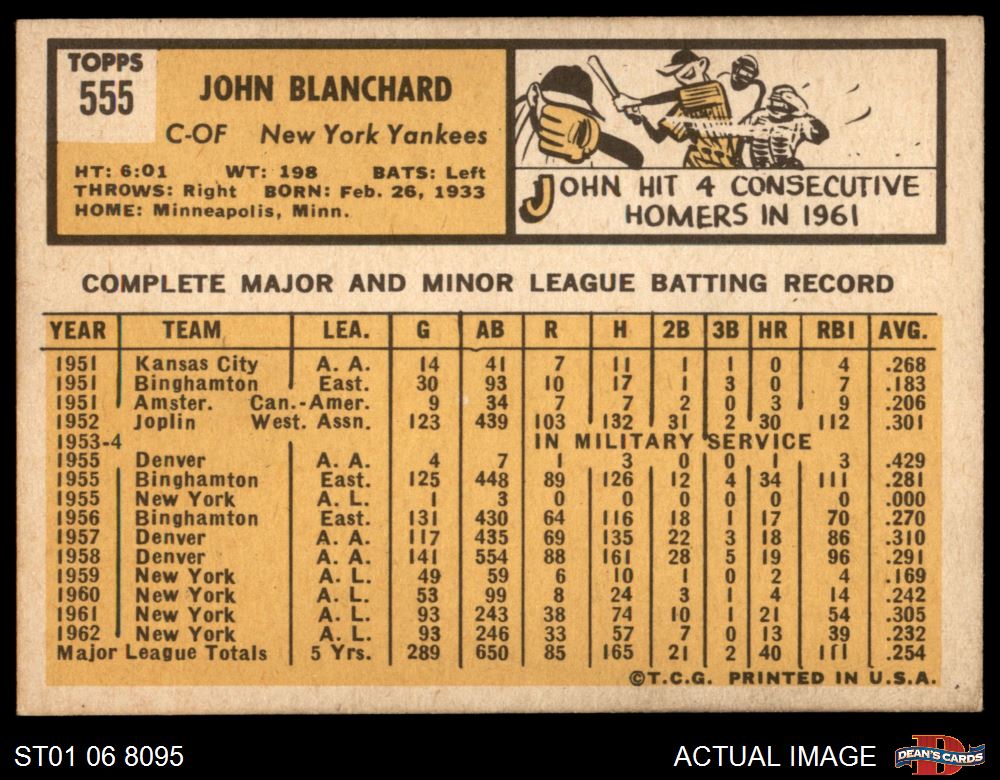 TOPPS
555
JOHN BLANCHARD
C-OF New York Yankees
HT: 6:01 WT: 198 BATS: Left
THROWS: Right BORN: Feb. 26, 1933
HOME: Minneapolis, Minn.
JOHN HIT 4 CONSECUTIVE
HOMERS IN 1961
COMPLETE MAJOR AND MINOR LEAGUE BATTING RECORD
YEAR TEAM LEA. G AB R H 2B 3B HR RBI AVG.
1951 Kansas City A. A. 14 41 7 11 1 1 0 4 .268
1951 Binghamton East. 30 93 10 17 1 3 0 7 .183
1951 Amster. Can.-Amer. 9 34 7 7 2 0 3 9 .206
1952 Joplin West. Assn. 123 439 103 132 31 2 30 112 .301
1953-4 IN MILITARY SERVICE
1955 Denver A. A. 4 7 1 3 0 0 1 3 .429
1955 Binghamton East. 125 448 89 126 12 4 34 111 .281
1955 New York A. L. 1 3 0 0 0 0 0 0 .000
1956 Binghamton East. 131 430 64 116 18 1 17 70 .270
1957 Denver A. A. 117 435 69 135 22 3 18 86 .310
1958 Denver A. A. 141 554 88 161 28 5 19 96 .291
1959 New York A. L. 49 59 6 10 1 0 2 4 .169
1960 New York A. L. 53 99 8 24 3 1 4 14 .242
1961 New York A. L. 93 243 38 74 10 1 21 54 .305
1962 New York A. L. 93 246 33 57 7 0 13 39 .232
Major League Totals 5 Yrs. 289 650 85 165 21 2 40 111 .254
©T.C.G. PRINTED IN U.S.A.
ST01 06 8095 ACTUAL IMAGE DEAN'S CARDS